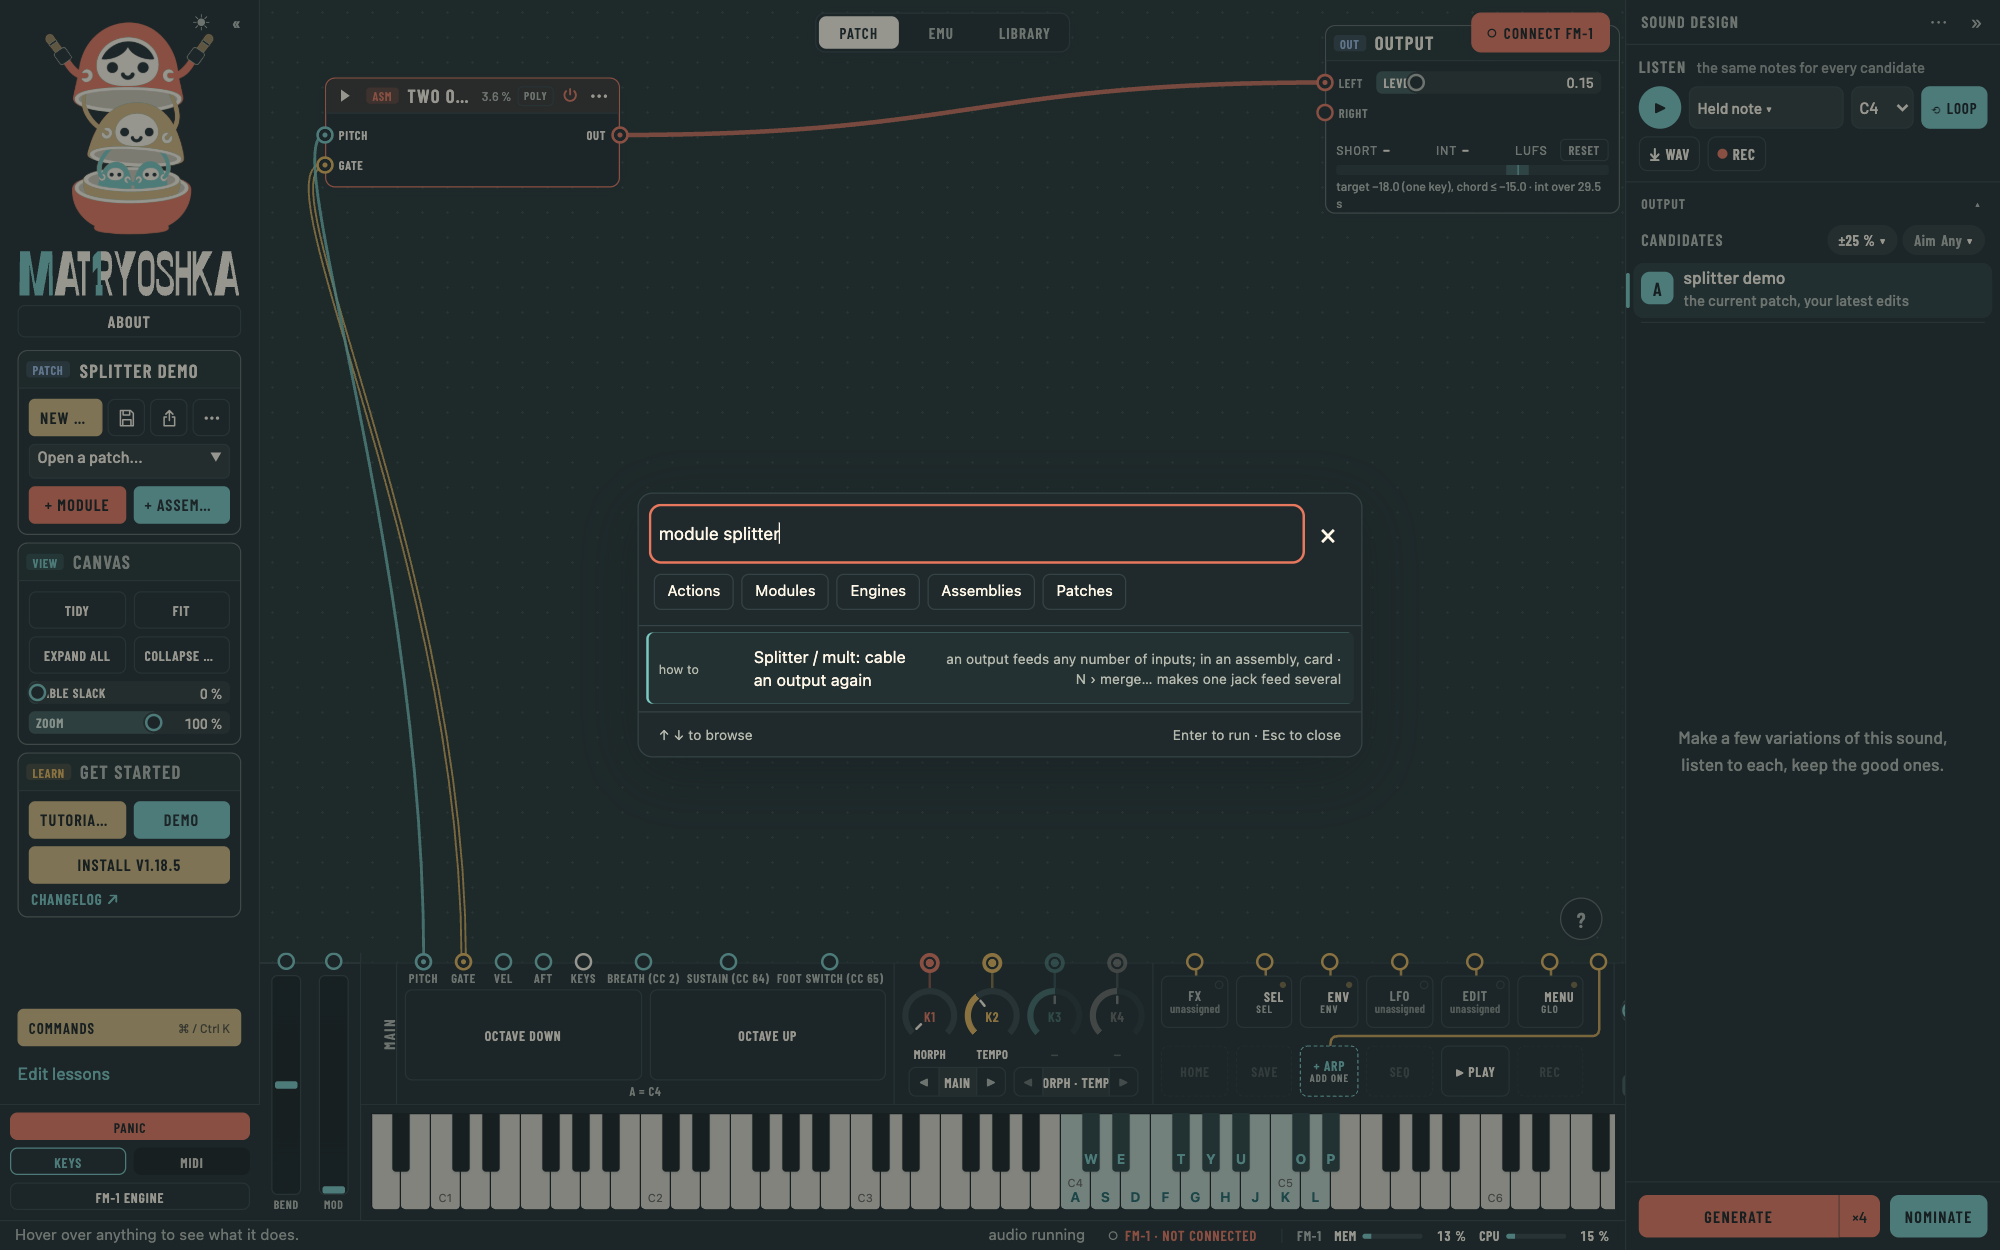 MATRYOSHKA
ABOUT
PATCH SPLITTER DEMO
NEW ...
Open a patch...
+ MODULE
+ ASSEM...
VIEW CANVAS
TIDY
FIT
EXPAND ALL
COLLAPSE ...
BLE SLACK 0 %
ZOOM 100 %
LEARN GET STARTED
TUTORIA...
DEMO
INSTALL V1.18.5
CHANGELOG ↗
COMMANDS ⌘ / Ctrl K
Edit lessons
PANIC
KEYS
MIDI
FM-1 ENGINE
Hover over anything to see what it does.
PATCH
EMU
LIBRARY
ASM TWO O... 3.6 % POLY
PITCH
OUT
GATE
OUT OUTPUT
CONNECT FM-1
LEFT
LEVE 0.15
RIGHT
SHORT – INT – LUFS RESET
target −18.0 (one key), chord ≤ −15.0 · int over 29.5
s
module splitter
Actions
Modules
Engines
Assemblies
Patches
how to
Splitter / mult: cable
an output again
an output feeds any number of inputs; in an assembly, card ·
N › merge... makes one jack feed several
↑ ↓ to browse
Enter to run · Esc to close
?
BEND
MOD
PITCH GATE VEL AFT KEYS BREATH (CC 2) SUSTAIN (CC 64) FOOT SWITCH (CC 65)
MAIN
OCTAVE DOWN
OCTAVE UP
A = C4
K1 K2 K3 K4
MORPH TEMPO – –
◀ MAIN ▶
◀ ORPH · TEMP ▶
FX
unassigned
SEL
SEL
ENV
ENV
LFO
unassigned
EDIT
unassigned
MENU
GLO
HOME
SAVE
+ ARP
ADD ONE
SEQ
▶ PLAY
REC
W E T Y U O P
C1 C2 C3 C4 C5 C6
A S D F G H J K L
audio running
FM-1 · NOT CONNECTED
FM-1 MEM 13 % CPU 15 %
SOUND DESIGN
LISTEN the same notes for every candidate
Held note ▾
C4
LOOP
WAV
REC
OUTPUT
CANDIDATES
±25 % ▾
Aim Any ▾
A
splitter demo
the current patch, your latest edits
Make a few variations of this sound,
listen to each, keep the good ones.
GENERATE ×4
NOMINATE